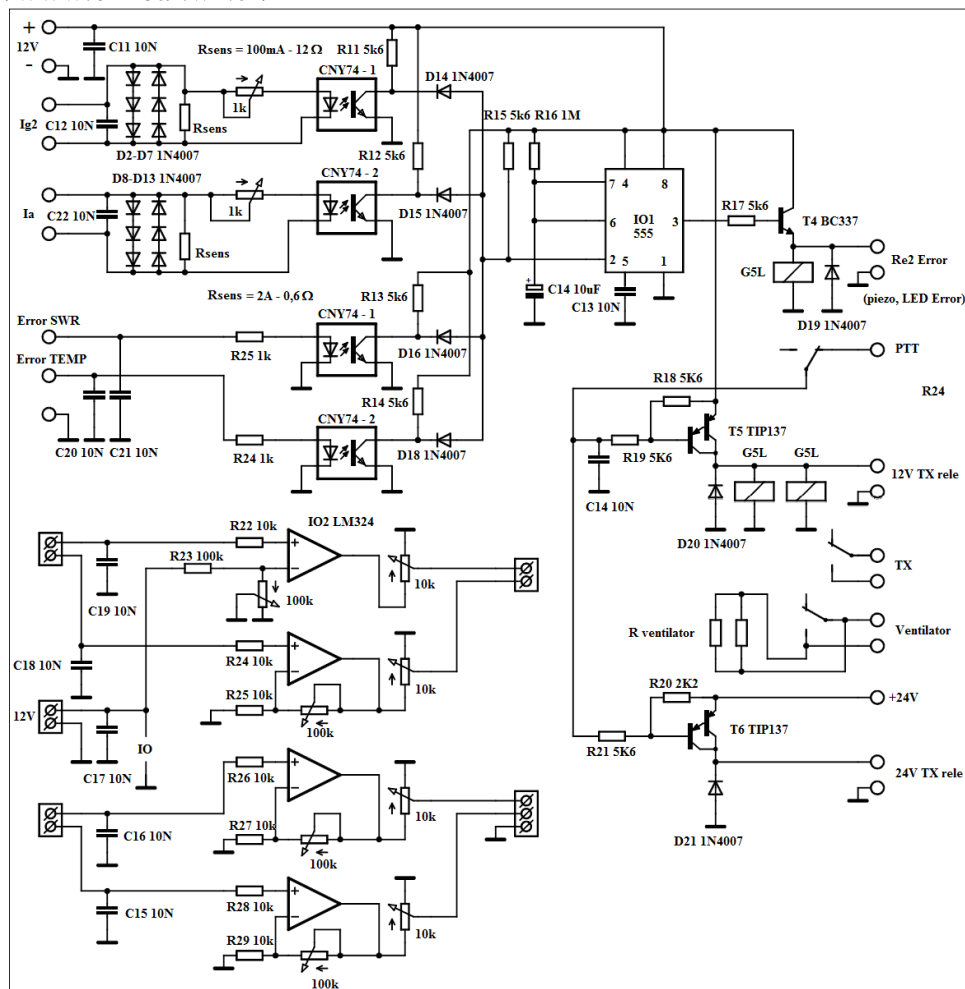 +
12V
–
C11 10N
Rsens = 100mA - 12 Ω
R11 5k6
CNY74 - 1
D14 1N4007
1k
Ig2
C12 10N
Rsens
D2-D7 1N4007
R12 5k6
R15 5k6
R16 1M
D8-D13 1N4007
CNY74 - 2
Ia
C22 10N
1k
D15 1N4007
Rsens
7
4
8
6
IO1
555
3
2
5
1
R17 5k6
T4 BC337
G5L
Re2 Error
(piezo, LED Error)
D19 1N4007
+
C14 10uF
C13 10N
Rsens = 2A - 0,6 Ω
R13 5k6
Error SWR
CNY74 - 1
R25 1k
D16 1N4007
Error TEMP
R14 5k6
CNY74 - 2
C20 10N
C21 10N
R24 1k
D18 1N4007
PTT
R24
R18 5K6
T5 TIP137
R19 5K6
G5L
G5L
12V TX rele
C14 10N
D20 1N4007
TX
R ventilator
Ventilator
R20 2K2
+24V
T6 TIP137
R21 5K6
24V TX rele
D21 1N4007
IO2 LM324
R22 10k
+
–
R23 100k
10k
100k
C19 10N
C18 10N
R24 10k
+
–
10k
R25 10k
100k
12V
IO
C17 10N
R26 10k
+
–
10k
C16 10N
R27 10k
100k
R28 10k
+
–
10k
C15 10N
R29 10k
100k